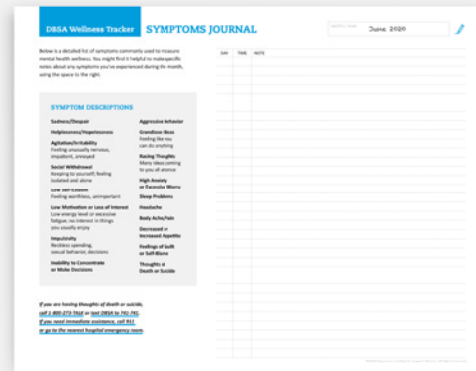 DBSA Wellness Tracker
SYMPTOMS JOURNAL
June 2020
Below is a detailed list of symptoms commonly used to measure
mental health wellness. You might find it helpful to makespecific
notes about any symptoms you've experienced during th month,
using the space to the right.
DAY TIME NOTE
SYMPTOM DESCRIPTIONS
Sadness/Despair
Helplessness/Hopelessness
Agitation/Irritability
Feeling unusually nervous,
impatient, annoyed
Social Withdrawal
Keeping to yourself; feeling
isolated and alone
Feeling worthless, unimportant
Low Motivation or Loss of Interest
Low energy level or excessive
fatigue, no interest in things
you usually enjoy
Impulsivity
Reckless spending,
sexual behavior, decisions
Inability to Concentrate
or Make Decisions
Aggressive behavior
Grandiose Ideas
Feeling like you
can do anything
Racing Thoughts
Many ideas coming
to you all at once
High Anxiety
or Excessive Worry
Sleep Problems
Headache
Body Ache/Pain
Decreased or
Increased Appetite
Feelings of Guilt
or Self-Blame
Thoughts of
Death or Suicide
If you are having thoughts of death or suicide,
call 1-800-273-TALK or text DBSA to 741-741.
If you need immediate assistance, call 911
or go to the nearest hospital emergency room.